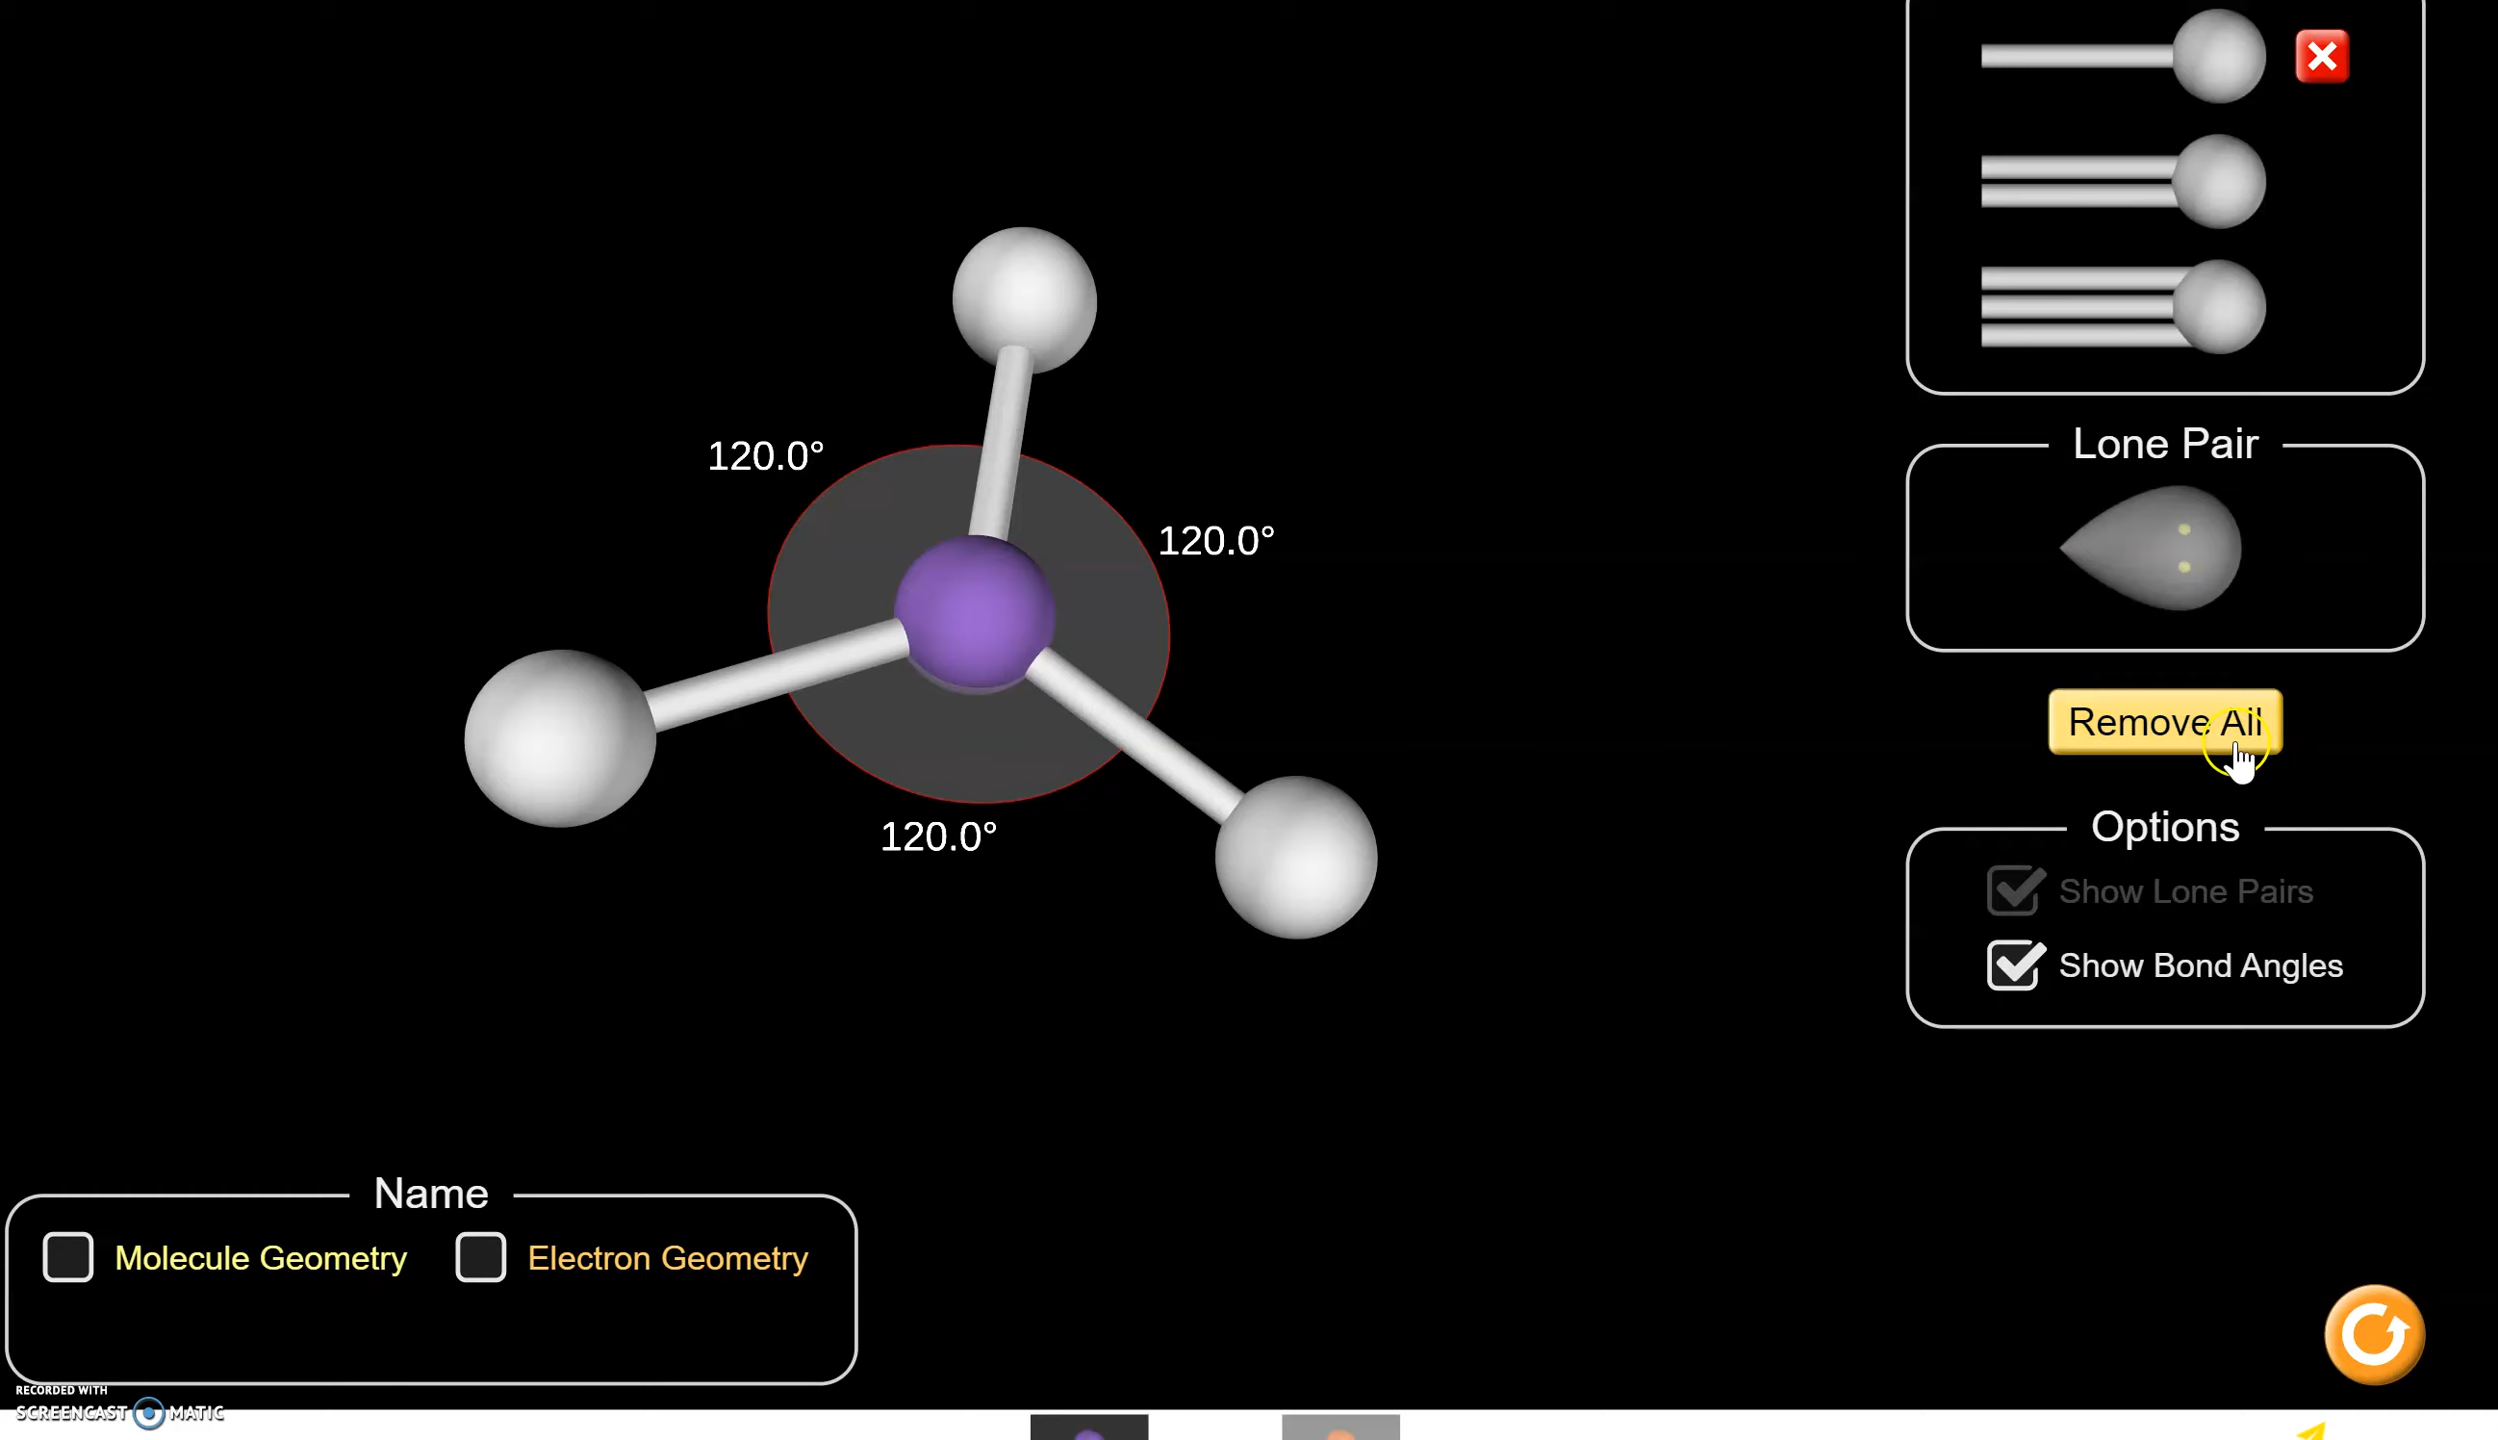 120.0°
120.0°
120.0°
Lone Pair
Remove All
Options
Show Lone Pairs
Show Bond Angles
Name
Molecule Geometry
Electron Geometry
RECORDED WITH
SCREENCAST MATIC